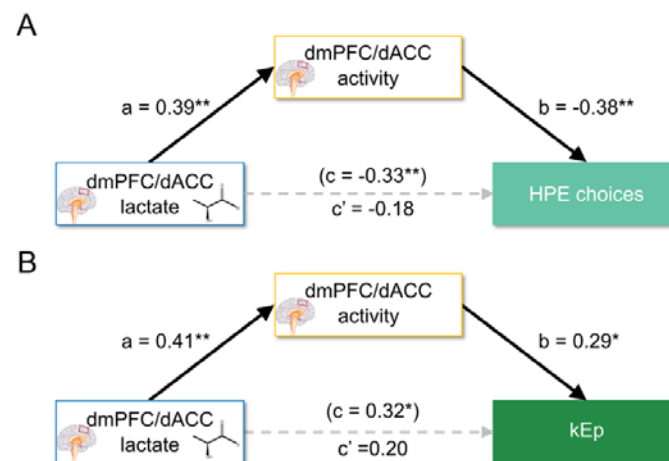 A
dmPFC/dACC
activity
a = 0.39**
b = -0.38**
dmPFC/dACC
lactate
(c = -0.33**)
c' = -0.18
HPE choices
B
dmPFC/dACC
activity
a = 0.41**
b = 0.29*
dmPFC/dACC
lactate
(c = 0.32*)
c' =0.20
kEp